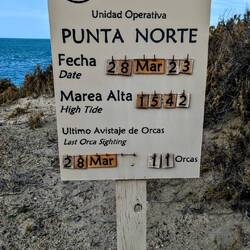 Unidad Operativa
PUNTA NORTE
Fecha 28 Mar 23
Date
Marea Alta 1542
High Tide
Ultimo Avistaje de Orcas
Last Orca Sighting
28 Mar 11 Orcas